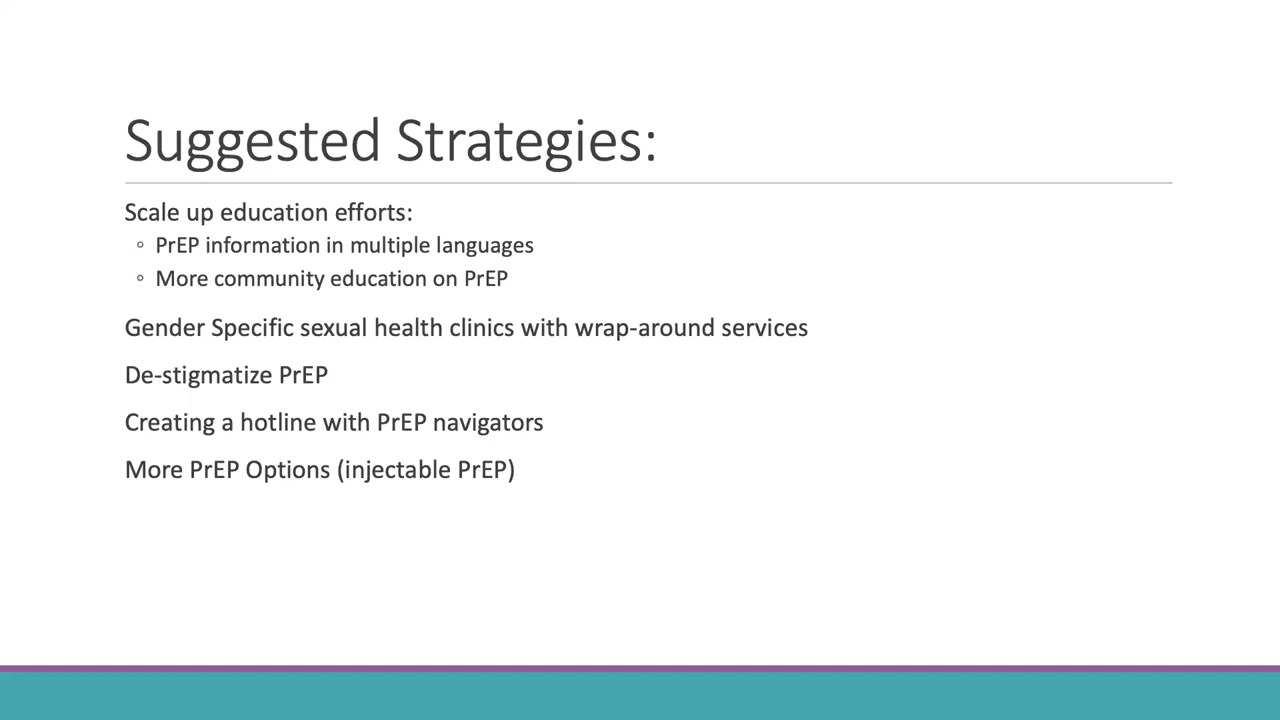 Suggested Strategies:
Scale up education efforts:
◦ PrEP information in multiple languages
◦ More community education on PrEP
Gender Specific sexual health clinics with wrap-around services
De-stigmatize PrEP
Creating a hotline with PrEP navigators
More PrEP Options (injectable PrEP)